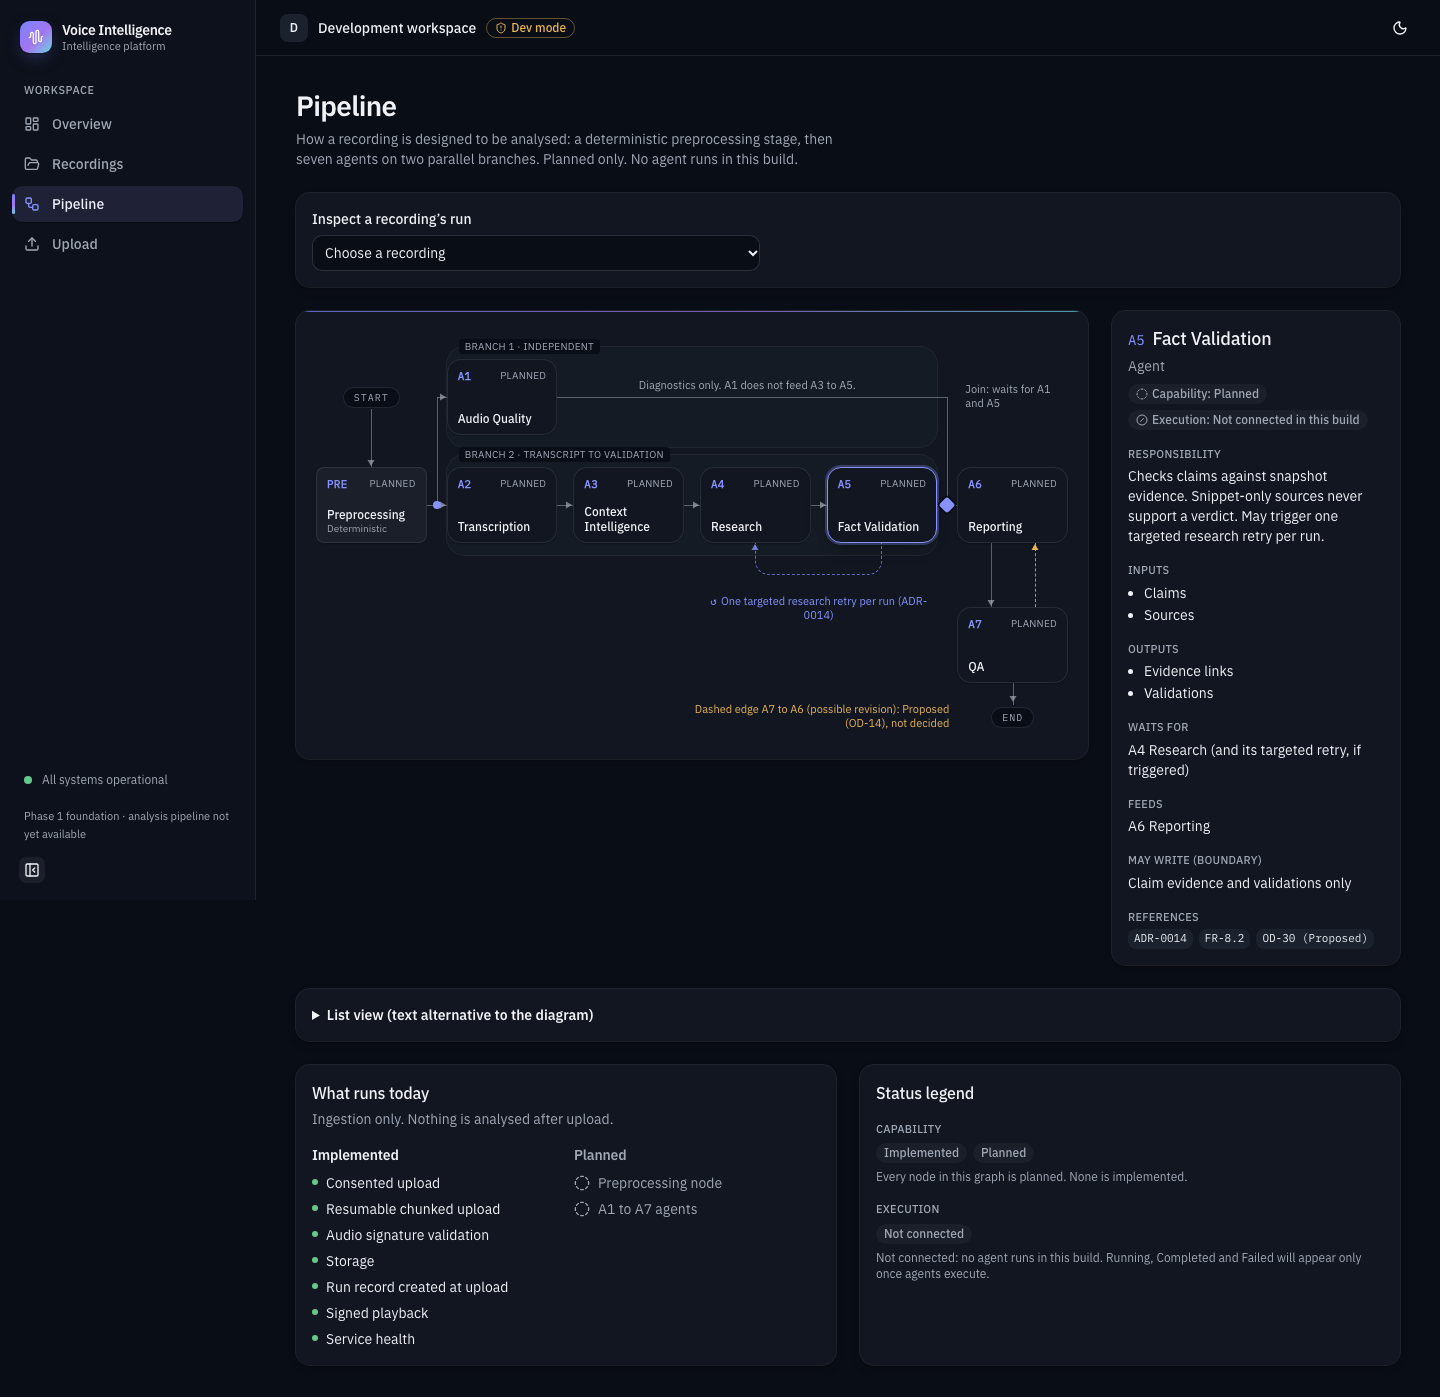 Voice Intelligence
Intelligence platform
WORKSPACE
Overview
Recordings
Pipeline
Upload
All systems operational
Phase 1 foundation · analysis pipeline not
yet available
D Development workspace Dev mode
Pipeline
How a recording is designed to be analysed: a deterministic preprocessing stage, then
seven agents on two parallel branches. Planned only. No agent runs in this build.
Inspect a recording's run
Choose a recording
BRANCH 1 · INDEPENDENT
A1 PLANNED
Audio Quality
Diagnostics only. A1 does not feed A3 to A5.
Join: waits for A1
and A5
START
BRANCH 2 · TRANSCRIPT TO VALIDATION
PRE PLANNED
Preprocessing
Deterministic
A2 PLANNED
Transcription
A3 PLANNED
Context
Intelligence
A4 PLANNED
Research
A5 PLANNED
Fact Validation
A6 PLANNED
Reporting
↺ One targeted research retry per run (ADR-
0014)
A7 PLANNED
QA
Dashed edge A7 to A6 (possible revision): Proposed
(OD-14), not decided
END
A5 Fact Validation
Agent
Capability: Planned
Execution: Not connected in this build
RESPONSIBILITY
Checks claims against snapshot
evidence. Snippet-only sources never
support a verdict. May trigger one
targeted research retry per run.
INPUTS
• Claims
• Sources
OUTPUTS
• Evidence links
• Validations
WAITS FOR
A4 Research (and its targeted retry, if
triggered)
FEEDS
A6 Reporting
MAY WRITE (BOUNDARY)
Claim evidence and validations only
REFERENCES
ADR-0014 FR-8.2 OD-30 (Proposed)
List view (text alternative to the diagram)
What runs today
Ingestion only. Nothing is analysed after upload.
Implemented
Consented upload
Resumable chunked upload
Audio signature validation
Storage
Run record created at upload
Signed playback
Service health
Planned
Preprocessing node
A1 to A7 agents
Status legend
CAPABILITY
Implemented Planned
Every node in this graph is planned. None is implemented.
EXECUTION
Not connected
Not connected: no agent runs in this build. Running, Completed and Failed will appear only
once agents execute.